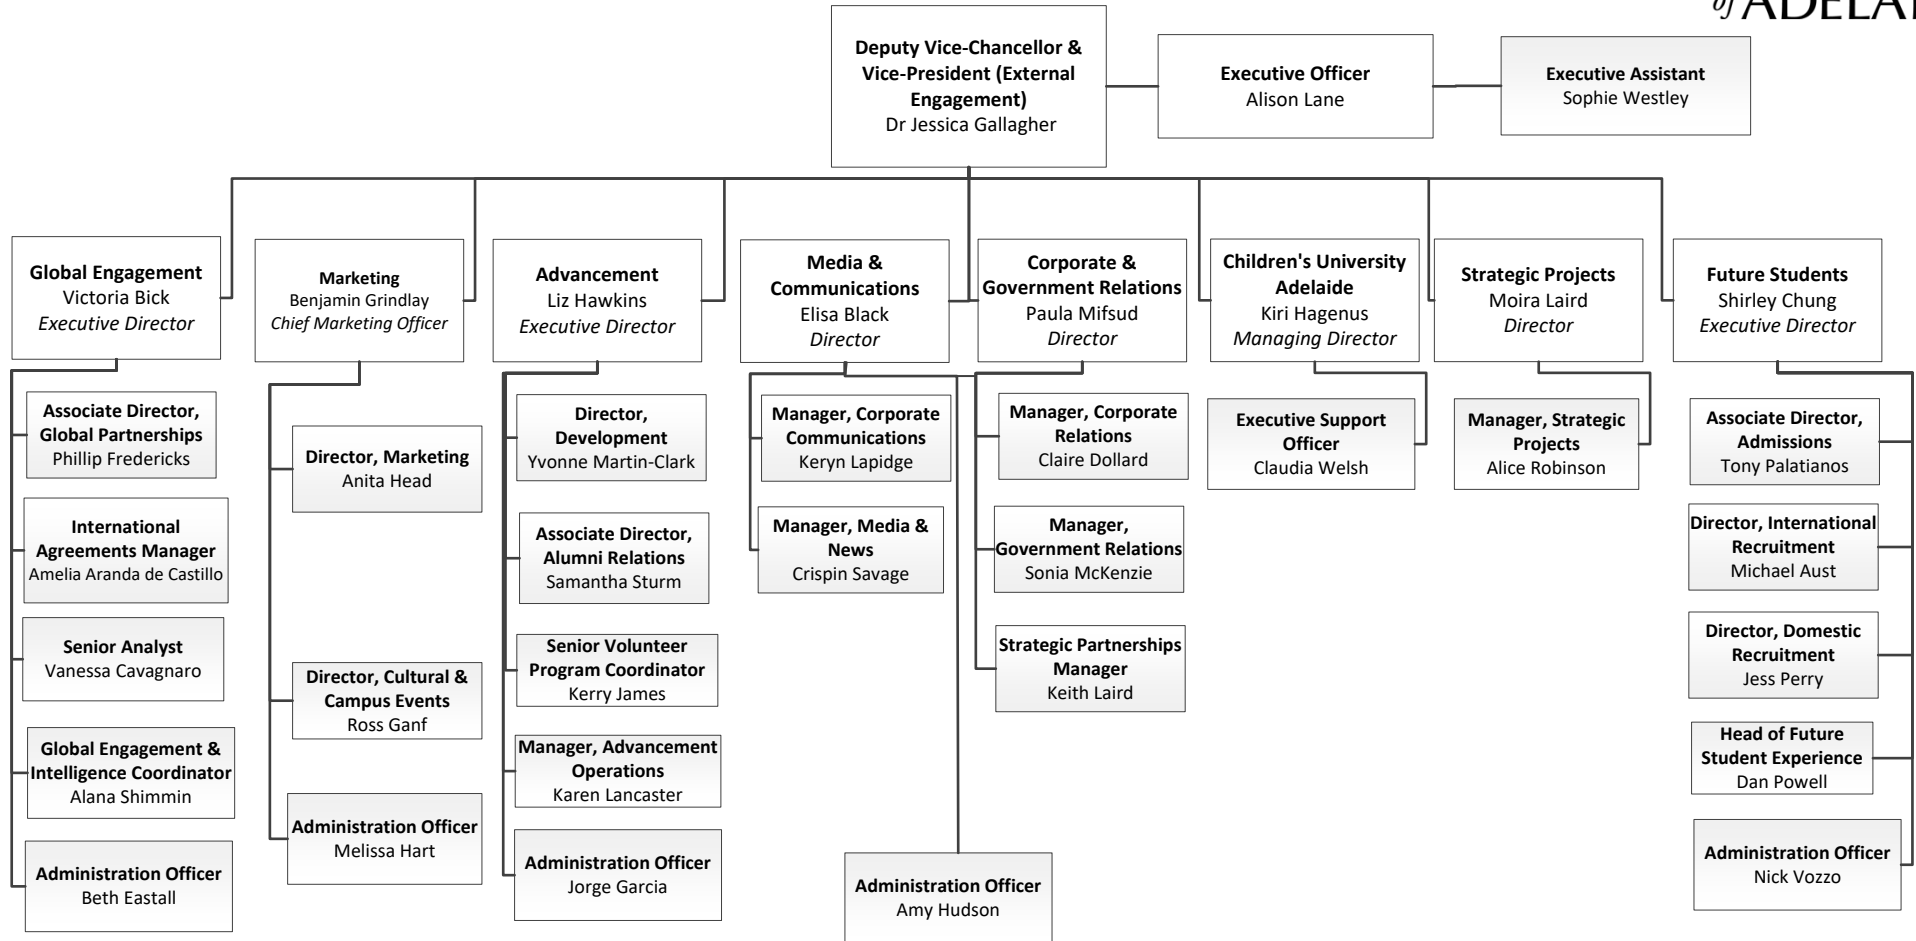 of ADELAI
Deputy Vice-Chancellor &
Vice-President (External
Engagement)
Dr Jessica Gallagher
Executive Officer
Alison Lane
Executive Assistant
Sophie Westley
Global Engagement
Victoria Bick
Executive Director
Marketing
Benjamin Grindlay
Chief Marketing Officer
Advancement
Liz Hawkins
Executive Director
Media &
Communications
Elisa Black
Director
Corporate &
Government Relations
Paula Mifsud
Director
Children's University
Adelaide
Kiri Hagenus
Managing Director
Strategic Projects
Moira Laird
Director
Future Students
Shirley Chung
Executive Director
Associate Director,
Global Partnerships
Phillip Fredericks
International
Agreements Manager
Amelia Aranda de Castillo
Senior Analyst
Vanessa Cavagnaro
Global Engagement &
Intelligence Coordinator
Alana Shimmin
Administration Officer
Beth Eastall
Director, Marketing
Anita Head
Director, Cultural &
Campus Events
Ross Ganf
Administration Officer
Melissa Hart
Director,
Development
Yvonne Martin-Clark
Associate Director,
Alumni Relations
Samantha Sturm
Senior Volunteer
Program Coordinator
Kerry James
Manager, Advancement
Operations
Karen Lancaster
Administration Officer
Jorge Garcia
Manager, Corporate
Communications
Keryn Lapidge
Manager, Media &
News
Crispin Savage
Administration Officer
Amy Hudson
Manager, Corporate
Relations
Claire Dollard
Manager,
Government Relations
Sonia McKenzie
Strategic Partnerships
Manager
Keith Laird
Executive Support
Officer
Claudia Welsh
Manager, Strategic
Projects
Alice Robinson
Associate Director,
Admissions
Tony Palatianos
Director, International
Recruitment
Michael Aust
Director, Domestic
Recruitment
Jess Perry
Head of Future
Student Experience
Dan Powell
Administration Officer
Nick Vozzo